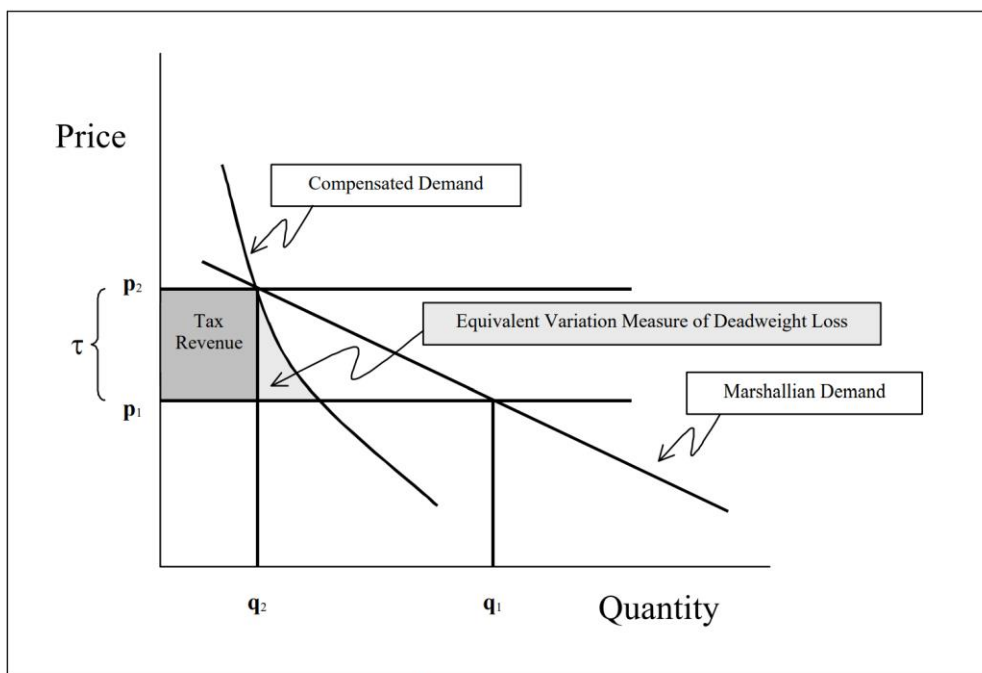 Price
Compensated Demand
p₂
Tax
Revenue
Equivalent Variation Measure of Deadweight Loss
τ
p₁
Marshallian Demand
q₂
q₁
Quantity